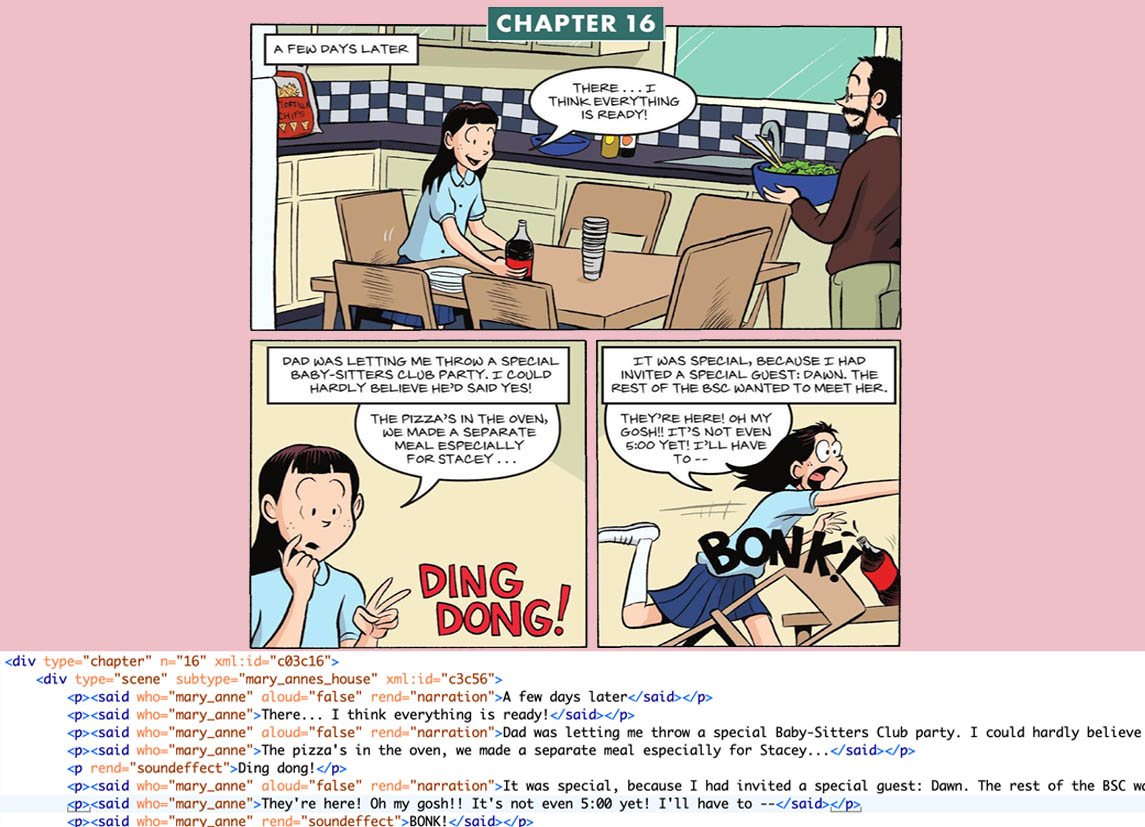 CHAPTER 16
A FEW DAYS LATER
THERE . . . I
THINK EVERYTHING
IS READY!
TORTILLA
CHIPS
DAD WAS LETTING ME THROW A SPECIAL
BABY-SITTERS CLUB PARTY. I COULD
HARDLY BELIEVE HE'D SAID YES!
THE PIZZA'S IN THE OVEN,
WE MADE A SEPARATE
MEAL ESPECIALLY
FOR STACEY . . .
DING
DONG!
IT WAS SPECIAL, BECAUSE I HAD
INVITED A SPECIAL GUEST: DAWN. THE
REST OF THE BSC WANTED TO MEET HER.
THEY'RE HERE! OH MY
GOSH!! IT'S NOT EVEN
5:00 YET! I'LL HAVE
TO --
BONK!
<div type="chapter" n="16" xml:id="c03c16">
<div type="scene" subtype="mary_annes_house" xml:id="c3c56">
<p><said who="mary_anne" aloud="false" rend="narration">A few days later</said></p>
<p><said who="mary_anne">There... I think everything is ready!</said></p>
<p><said who="mary_anne" aloud="false" rend="narration">Dad was letting me throw a special Baby-Sitters Club party. I could hardly believe
<p><said who="mary_anne">The pizza's in the oven, we made a separate meal especially for Stacey...</said></p>
<p rend="soundeffect">Ding dong!</p>
<p><said who="mary_anne" aloud="false" rend="narration">It was special, because I had invited a special guest: Dawn. The rest of the BSC
<p><said who="mary_anne">They're here! Oh my gosh!! It's not even 5:00 yet! I'll have to --</said></p>
<p><said who="mary_anne" rend="soundeffect">BONK!</said></p>